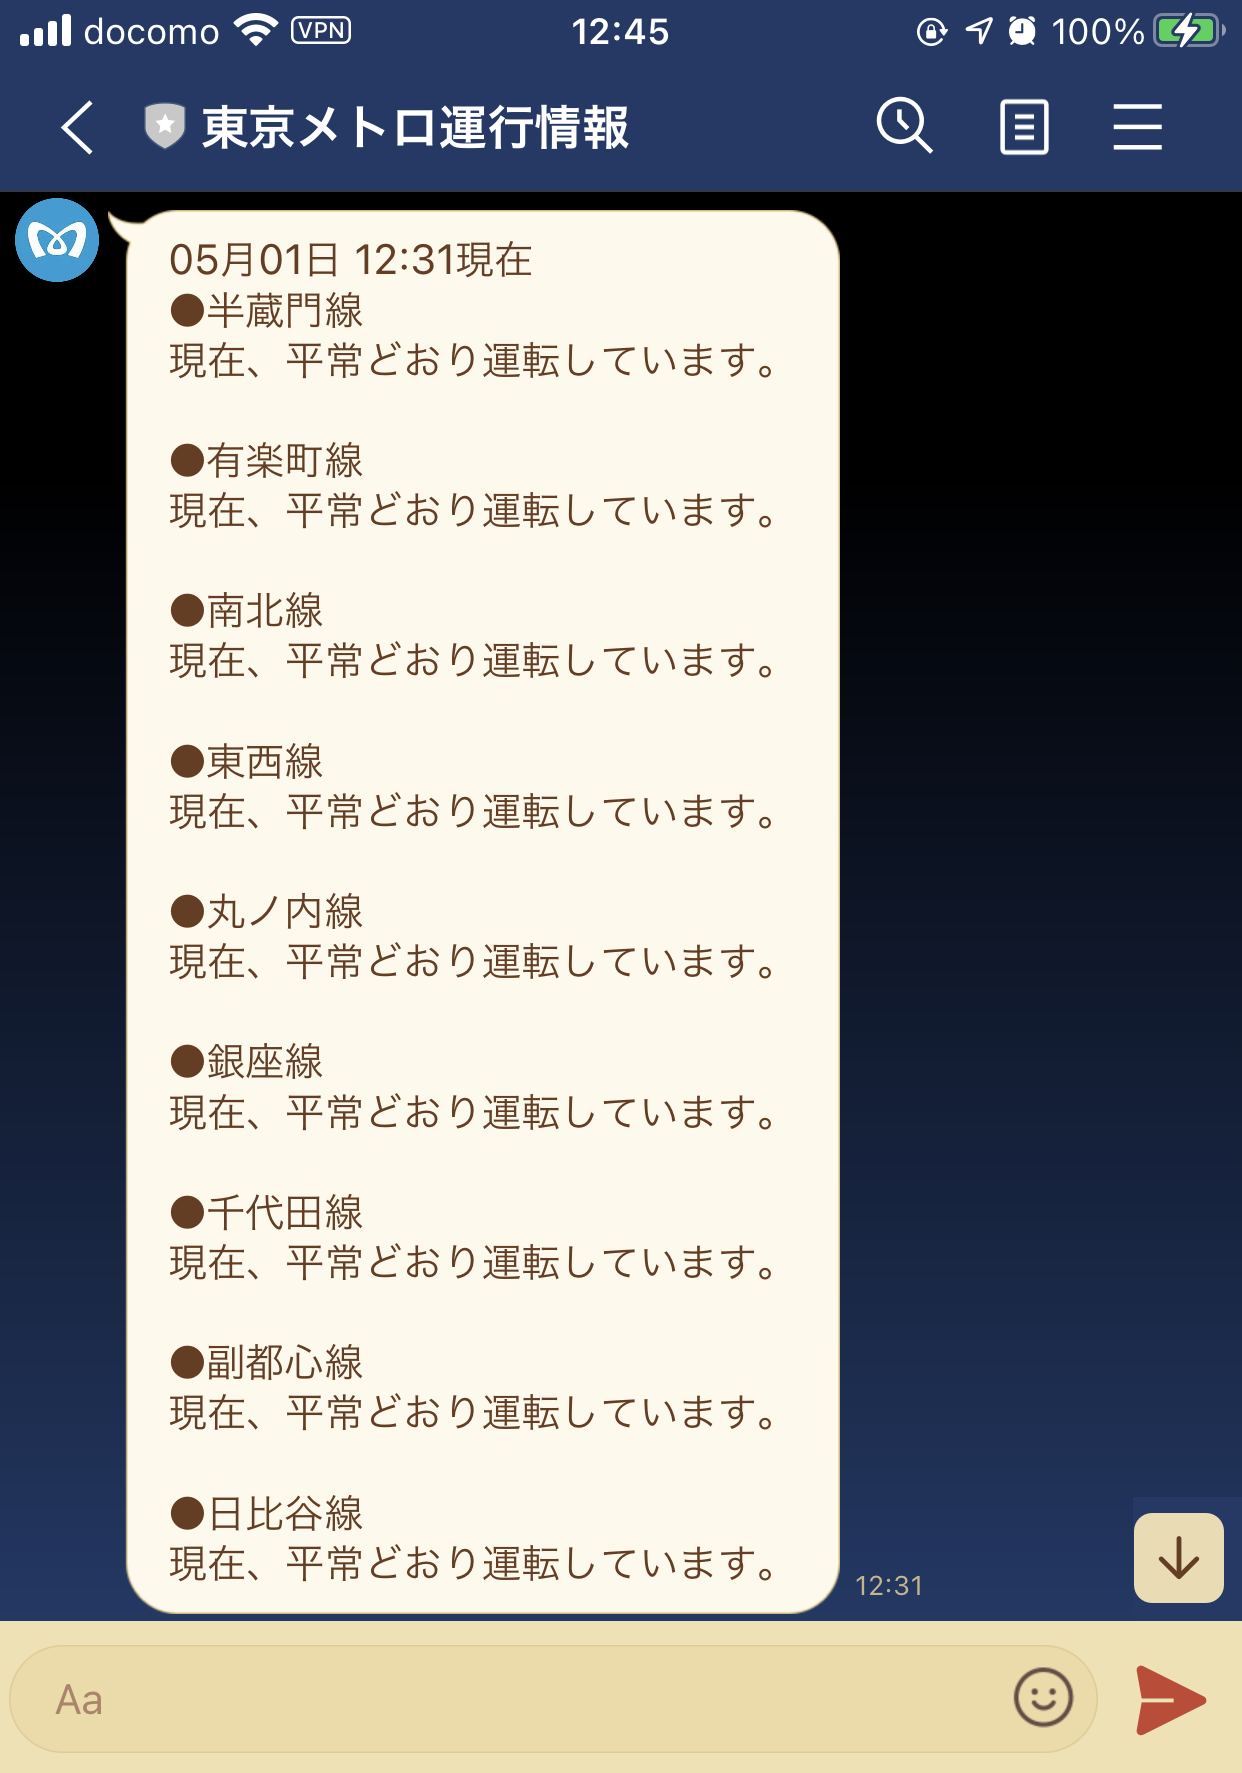 docomo VPN 12:45 100%
東京メトロ運行情報
05月01日 12:31現在
●半蔵門線
現在、平常どおり運転しています。
●有楽町線
現在、平常どおり運転しています。
●南北線
現在、平常どおり運転しています。
●東西線
現在、平常どおり運転しています。
●丸ノ内線
現在、平常どおり運転しています。
●銀座線
現在、平常どおり運転しています。
●千代田線
現在、平常どおり運転しています。
●副都心線
現在、平常どおり運転しています。
●日比谷線
現在、平常どおり運転しています。
12:31
Aa